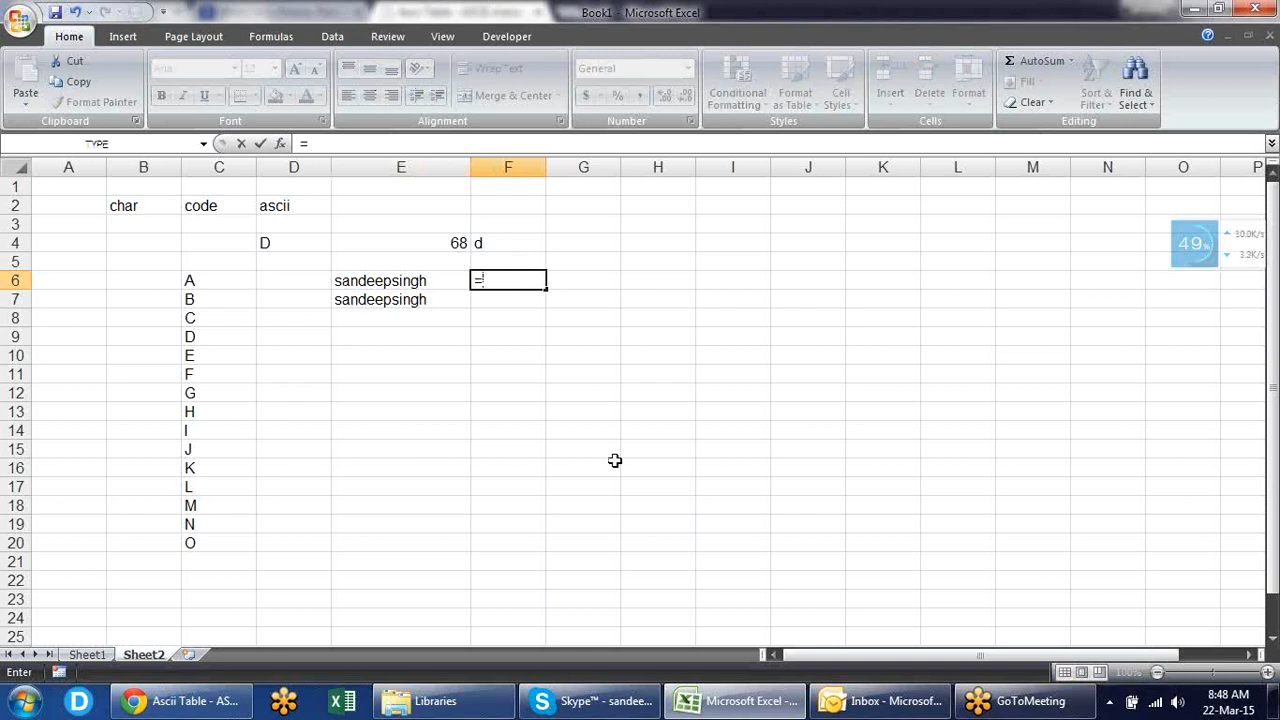 Book1 - Microsoft Excel
Home Insert Page Layout Formulas Data Review View Developer
Paste Cut General Wrap Text AutoSum
Copy Fill
Format Painter Merge & Center Clear
Conditional Formatting Format as Table Cell Styles Insert Delete Format Sort & Filter Find & Select
Clipboard Font Alignment Number Styles Cells Editing
TYPE =
A B C D E F G H I J K L M N O P
1
2 char code ascii
3
4 D 68 d
5
6 A sandeepsingh =
7 B sandeepsingh
8 C
9 D
10 E
11 F
12 G
13 H
14 I
15 J
16 K
17 L
18 M
19 N
20 O
21
22
23
24
25
49%
Sheet1 Sheet2
Enter 100%
Ascii Table - AS... Libraries Skype™ - sandee... Microsoft Excel -... Inbox - Microsof... GoToMeeting
8:48 AM
22-Mar-15